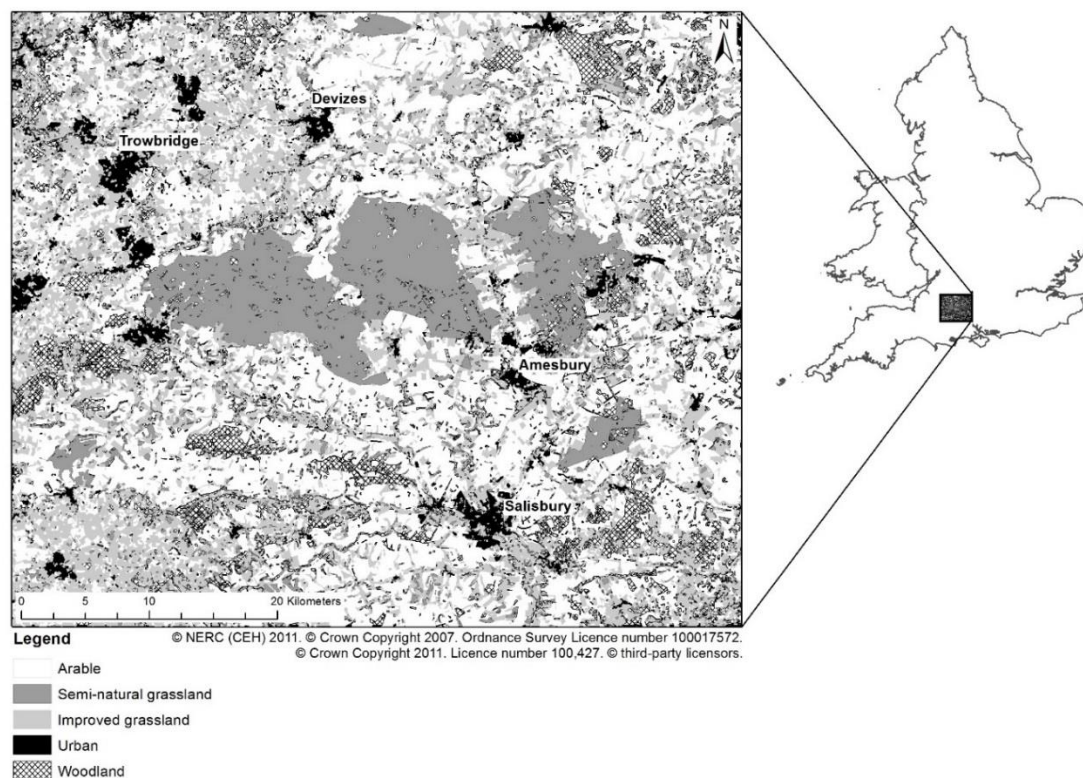 N
Devizes
Trowbridge
Amesbury
Salisbury
0 5 10 20 Kilometers
Legend
© NERC (CEH) 2011. © Crown Copyright 2007. Ordnance Survey Licence number 100017572.
© Crown Copyright 2011. Licence number 100,427. © third-party licensors.
Arable
Semi-natural grassland
Improved grassland
Urban
Woodland